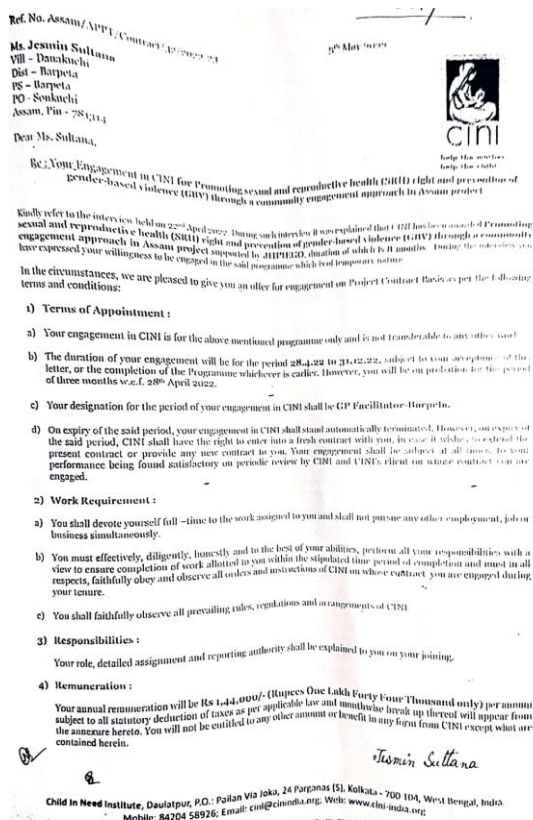 Ref. No. Assam/APPT/Contract/ /2022-23
5th May 2022
Ms. Jesmin Sultana
Vill – Danakuchi
Dist – Barpeta
PS – Barpeta
PO - Sonkuchi
Assam, Pin - 781314
CINI
help the mother
help the child
Dear Ms. Sultana,
Re: Your Engagement in CINI for Promoting sexual and reproductive health (SRH) right and prevention of
gender-based violence (GBV) through a community engagement approach in Assam project
Kindly refer to the interview held on 22nd April 2022. During such interview it was explained that CINI has been awarded Promoting
sexual and reproductive health (SRH) right and prevention of gender-based violence (GBV) through a community
engagement approach in Assam project supported by JHPIEGO, duration of which is 8 months. During the interview you
have expressed your willingness to be engaged in the said programme which is of temporary nature
In the circumstances, we are pleased to give you an offer for engagement on Project Contract Basis as per the following
terms and conditions:
1) Terms of Appointment :
a) Your engagement in CINI is for the above mentioned programme only and is not transferable to any other
b) The duration of your engagement will be for the period 28.4.22 to 31.12.22, subject to your acceptance of the
letter, or the completion of the Programme whichever is earlier. However, you will be on probation for the period
of three months w.e.f. 28th April 2022.
c) Your designation for the period of your engagement in CINI shall be GP Facilitator-Barpeta.
d) On expiry of the said period, your engagement in CINI shall stand automatically terminated. However, on expiry of
the said period, CINI shall have the right to enter into a fresh contract with you, in case it wishes to extend the
present contract or provide any new contract to you. Your engagement shall be subject at all times, to your
performance being found satisfactory on periodic review by CINI and CINI's client on whose contract you are
engaged.
2) Work Requirement :
a) You shall devote yourself full –time to the work assigned to you and shall not pursue any other employment, job or
business simultaneously.
b) You must effectively, diligently, honestly and to the best of your abilities, perform all your responsibilities with a
view to ensure completion of work allotted to you within the stipulated time period of completion and must in all
respects, faithfully obey and observe all orders and instructions of CINI on whose contract you are engaged during
your tenure.
c) You shall faithfully observe all prevailing rules, regulations and arrangements of CINI
3) Responsibilities :
Your role, detailed assignment and reporting authority shall be explained to you on your joining.
4) Remuneration :
Your annual remuneration will be Rs 1,44,000/- (Rupees One Lakh Forty Four Thousand only) per annum
subject to all statutory deduction of taxes as per applicable law and monthwise break up thereof will appear from
the annexure hereto. You will not be entitled to any other amount or benefit in any form from CINI except what are
contained herein.
Jesmin Sultana
Child In Need Institute, Daulatpur, P.O.: Pailan Via Joka, 24 Parganas (S), Kolkata - 700 104, West Bengal, India.
Mobile: 84204 58926; Email: cini@cinindia.org. Web: www.cini-india.org